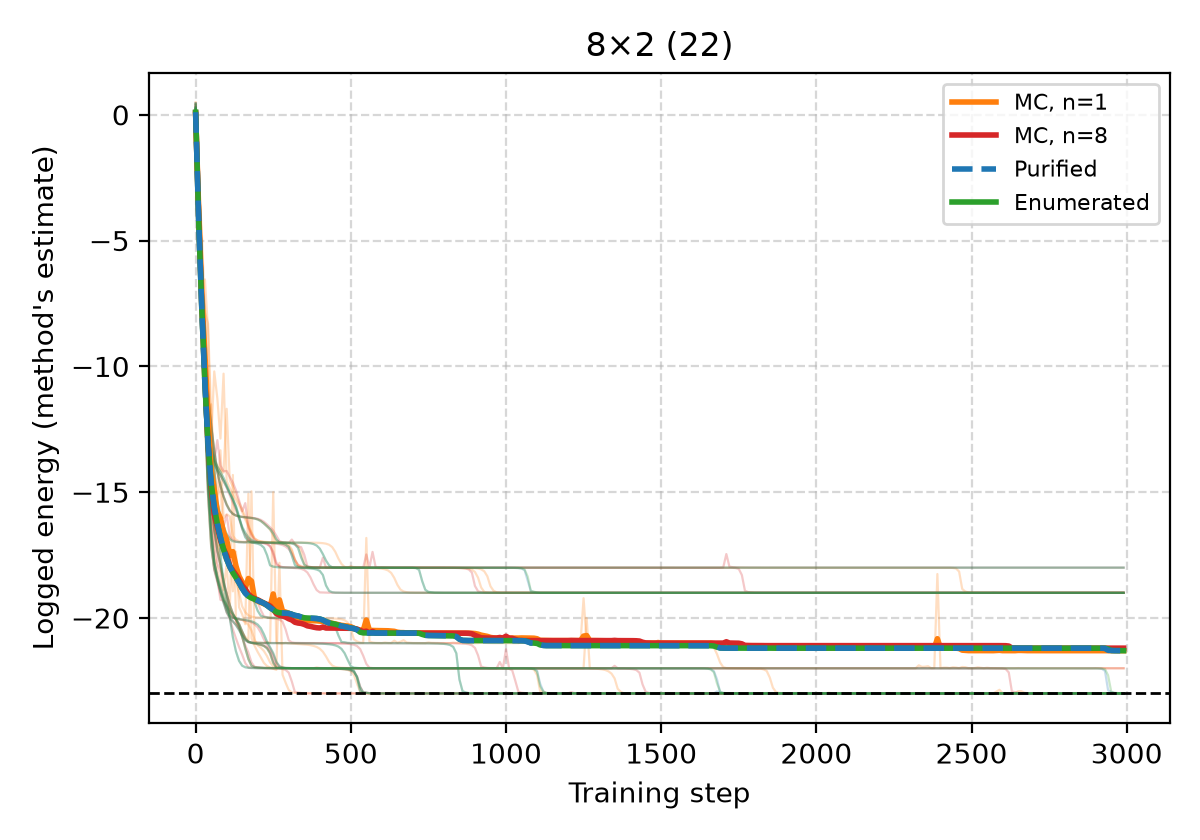 8×2 (22)
MC, n=1
MC, n=8
Purified
Enumerated
Logged energy (method's estimate)
0
−5
−10
−15
−20
0 500 1000 1500 2000 2500 3000
Training step